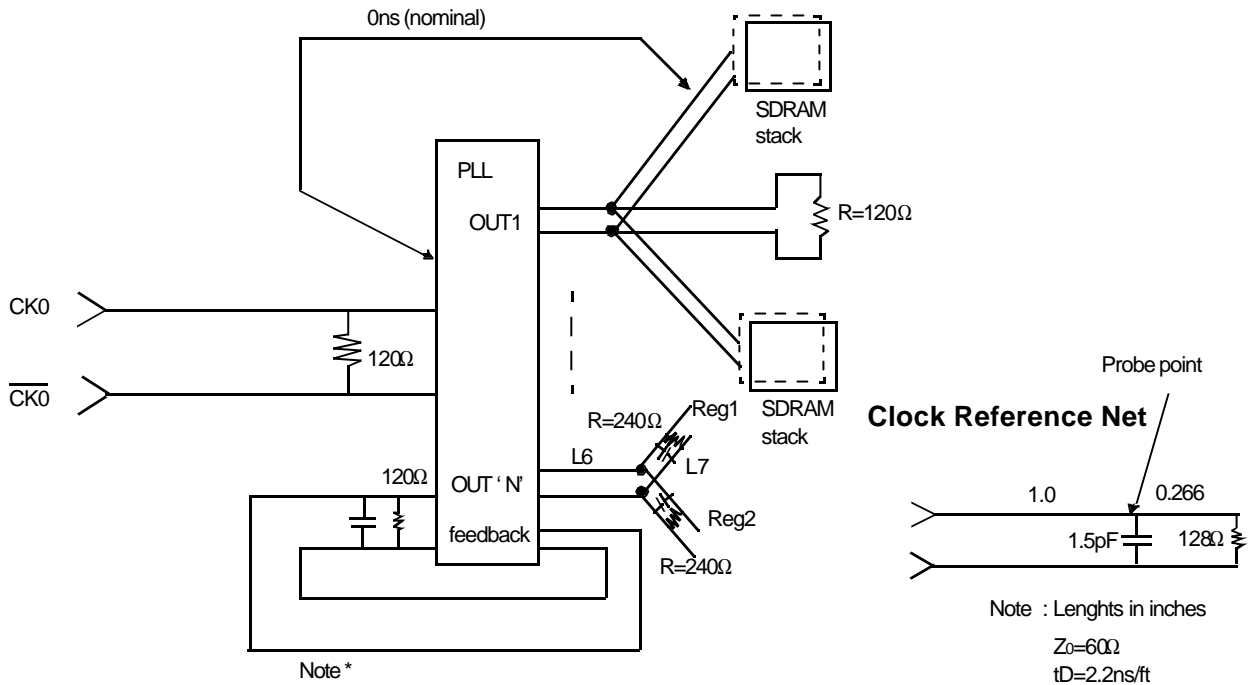 0ns (nominal)
SDRAM
stack
PLL
OUT1
R=120Ω
CK0
120Ω
CK0
SDRAM
stack
Probe point
Clock Reference Net
R=240Ω
Reg1
L6
L7
120Ω
OUT ‘ N’
Reg2
feedback
R=240Ω
1.0
0.266
1.5pF
128Ω
Note : Lenghts in inches
Z0=60Ω
tD=2.2ns/ft
Note *